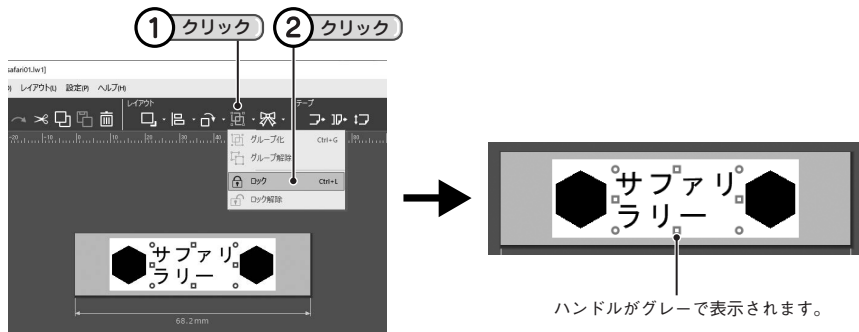 1 クリック
2 クリック
safari01.lw1]
レイアウト(L) 設定(P) ヘルプ(H)
レイアウト
テープ
グループ化 Ctrl+G
グループ解除
ロック Ctrl+L
ロック解除
サファリ
ラリー
68.2mm
サファリ
ラリー
ハンドルがグレーで表示されます。